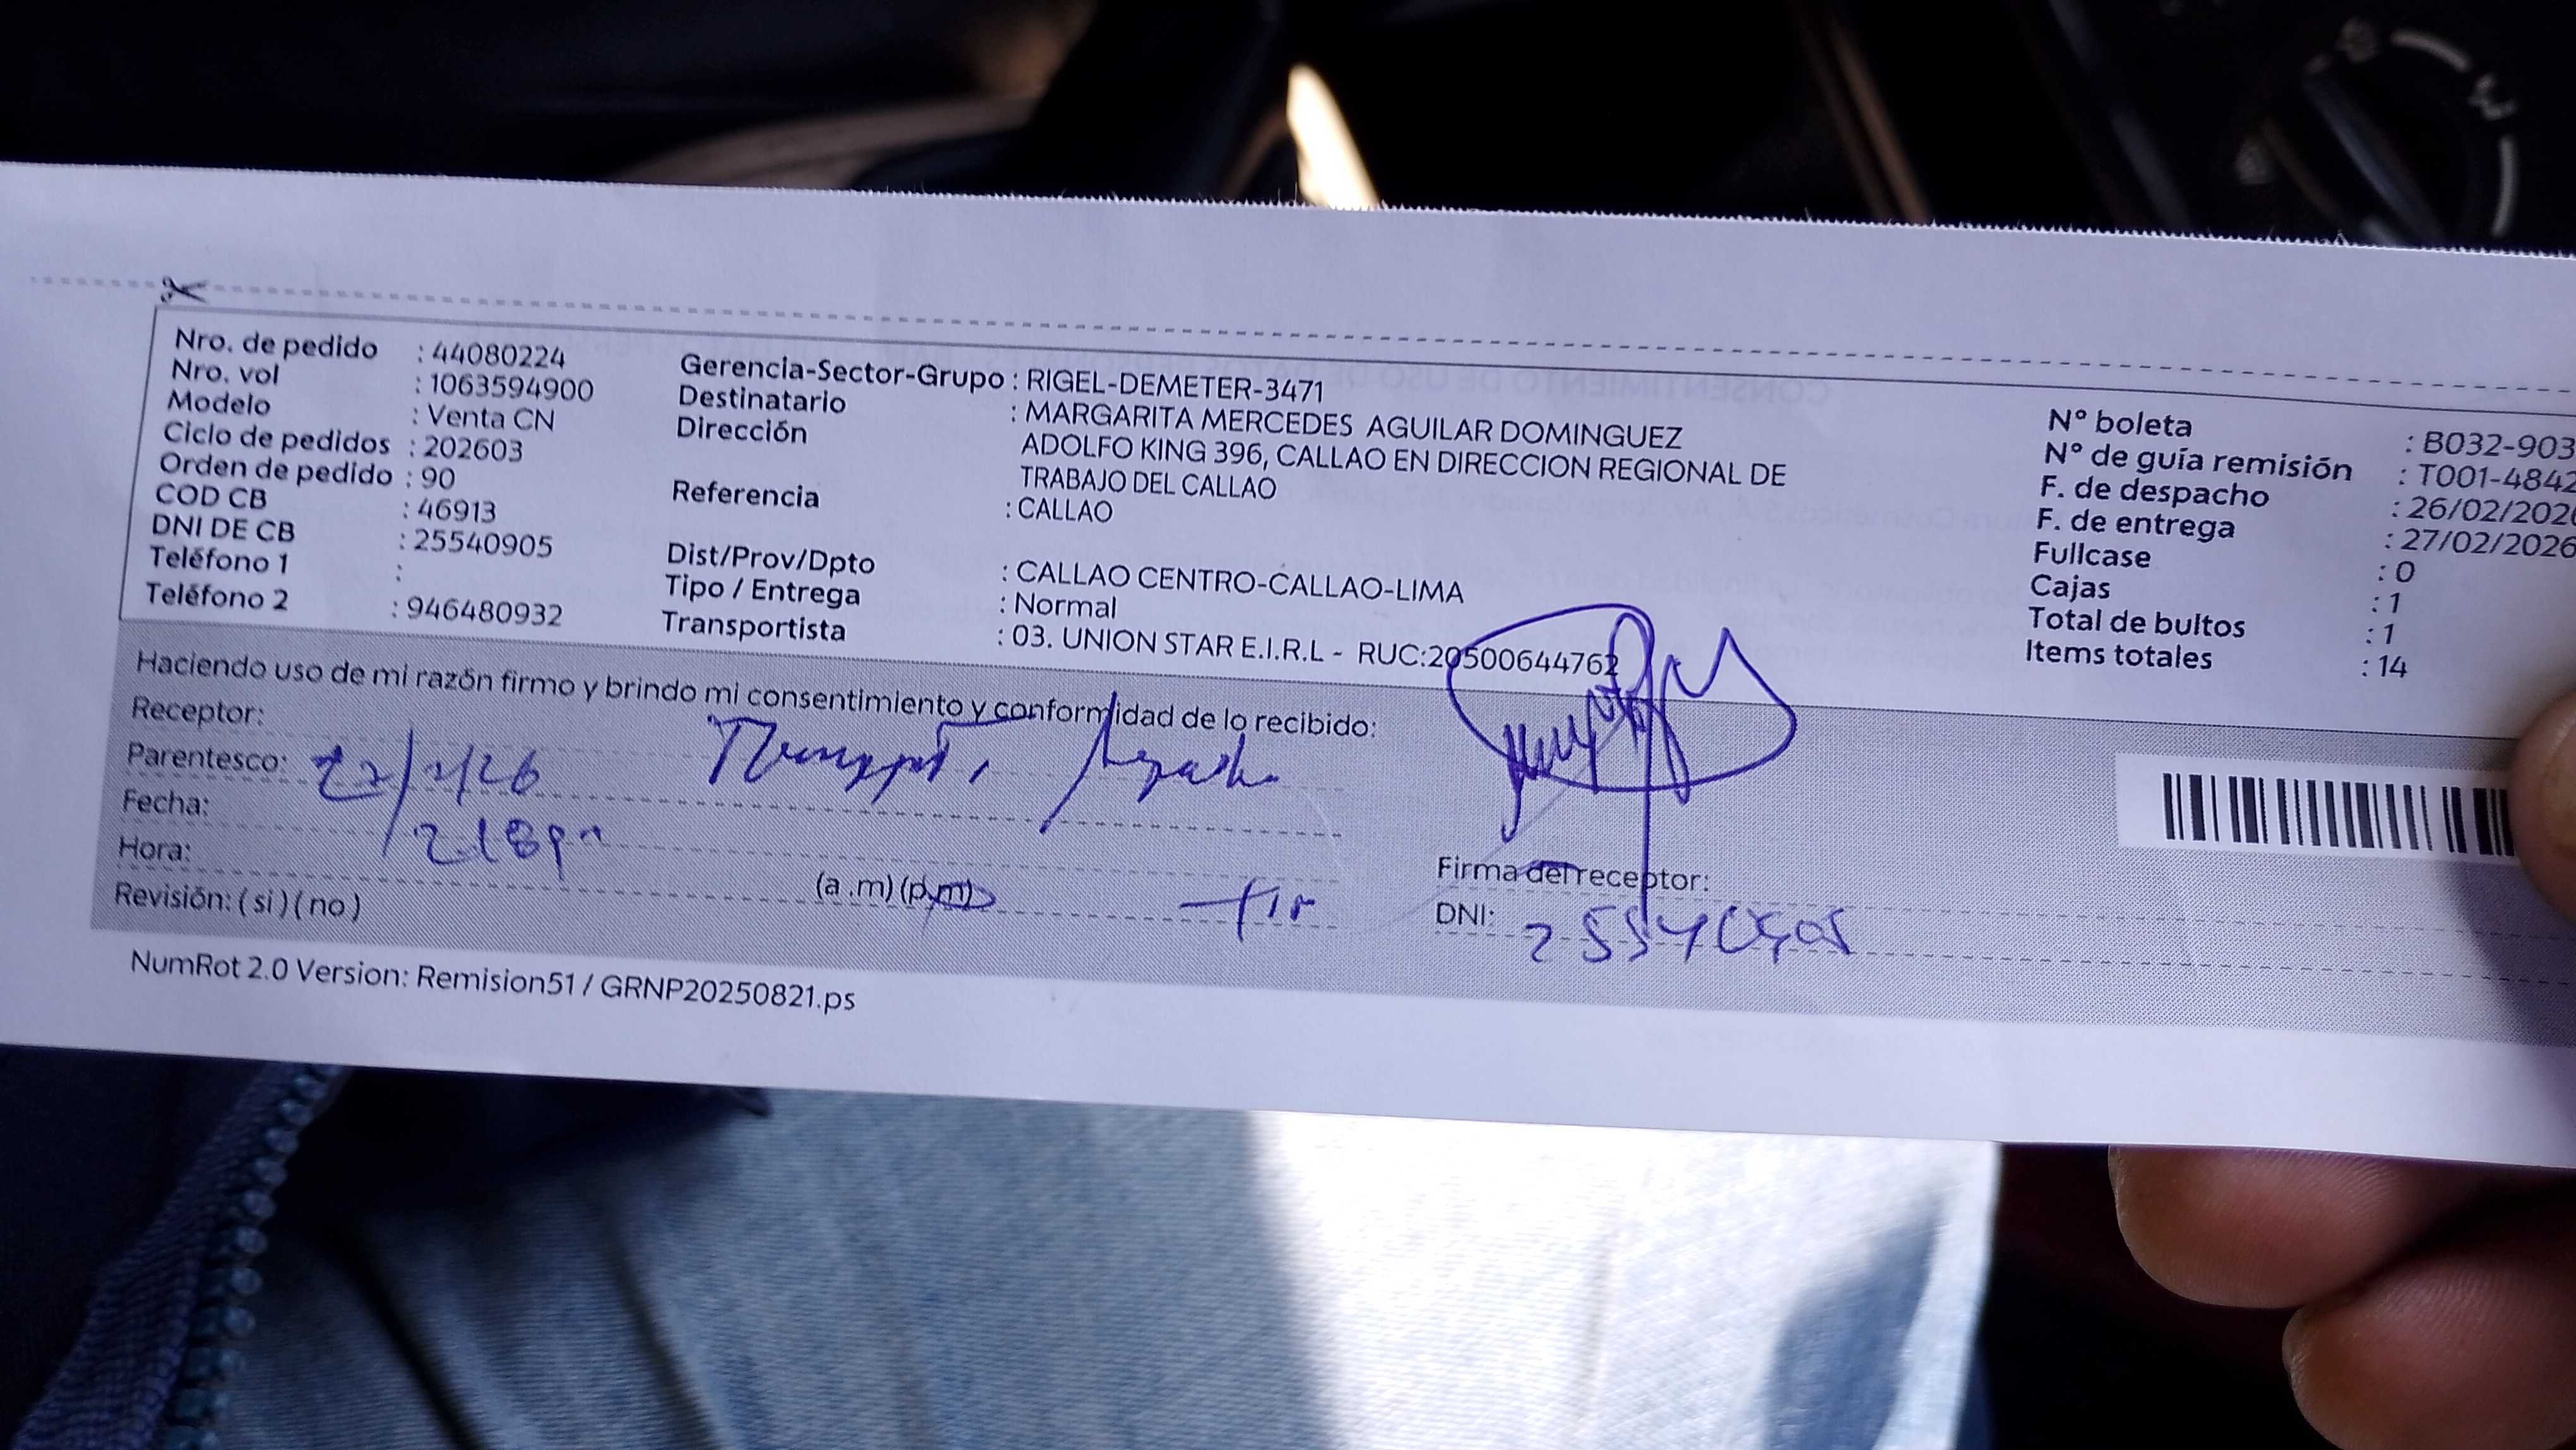 Nro. de pedido : 44080224
Nro. vol : 1063594900
Modelo : Venta CN
Ciclo de pedidos : 202603
Orden de pedido : 90
COD CB : 46913
DNI DE CB : 25540905
Teléfono 1 :
Teléfono 2 : 946480932
Gerencia-Sector-Grupo : RIGEL-DEMETER-3471
Destinatario : MARGARITA MERCEDES AGUILAR DOMINGUEZ
Dirección ADOLFO KING 396, CALLAO EN DIRECCION REGIONAL DE
TRABAJO DEL CALLAO
Referencia : CALLAO
Dist/Prov/Dpto : CALLAO CENTRO-CALLAO-LIMA
Tipo / Entrega : Normal
Transportista : 03. UNION STAR E.I.R.L - RUC:20500644762
N° boleta : B032-903
N° de guía remisión : T001-4842
F. de despacho : 26/02/202
F. de entrega : 27/02/2026
Fullcase : 0
Cajas : 1
Total de bultos : 1
Items totales : 14
Haciendo uso de mi razón firmo y brindo mi consentimiento y conformidad de lo recibido:
Receptor:
Parentesco: 27/2/26
Fecha:
Hora: (a .m) (p.m)
Revisión: ( si ) ( no )
Firma del receptor:
DNI: 25540905
NumRot 2.0 Version: Remision51 / GRNP20250821.ps